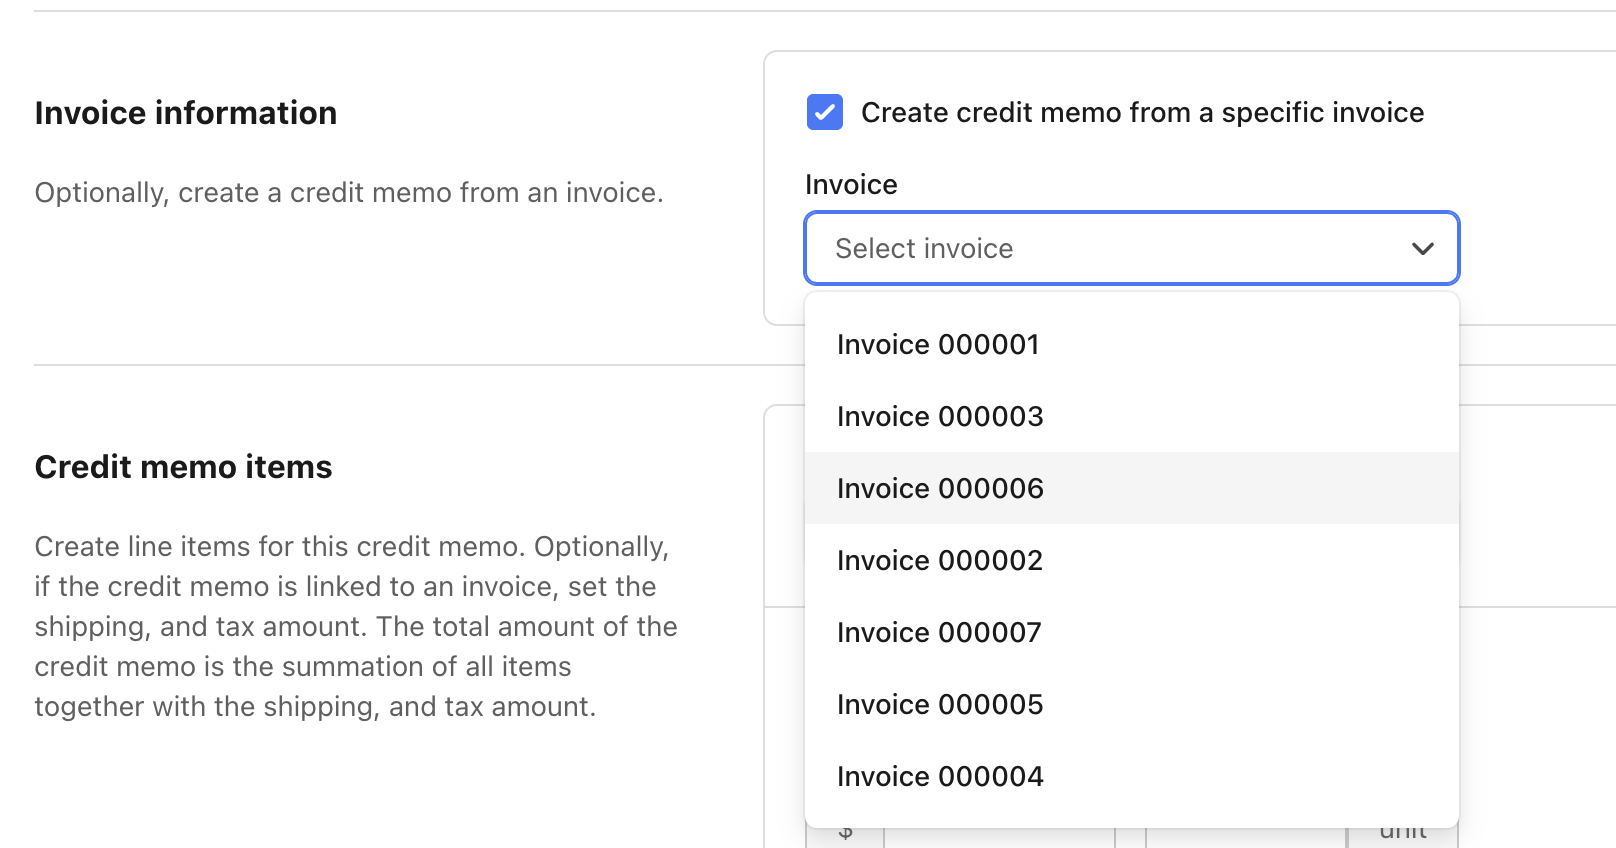 Invoice information
Optionally, create a credit memo from an invoice.
Create credit memo from a specific invoice
Invoice
Select invoice
Invoice 000001
Invoice 000003
Invoice 000006
Invoice 000002
Invoice 000007
Invoice 000005
Invoice 000004
Credit memo items
Create line items for this credit memo. Optionally,
if the credit memo is linked to an invoice, set the
shipping, and tax amount. The total amount of the
credit memo is the summation of all items
together with the shipping, and tax amount.
$
unit